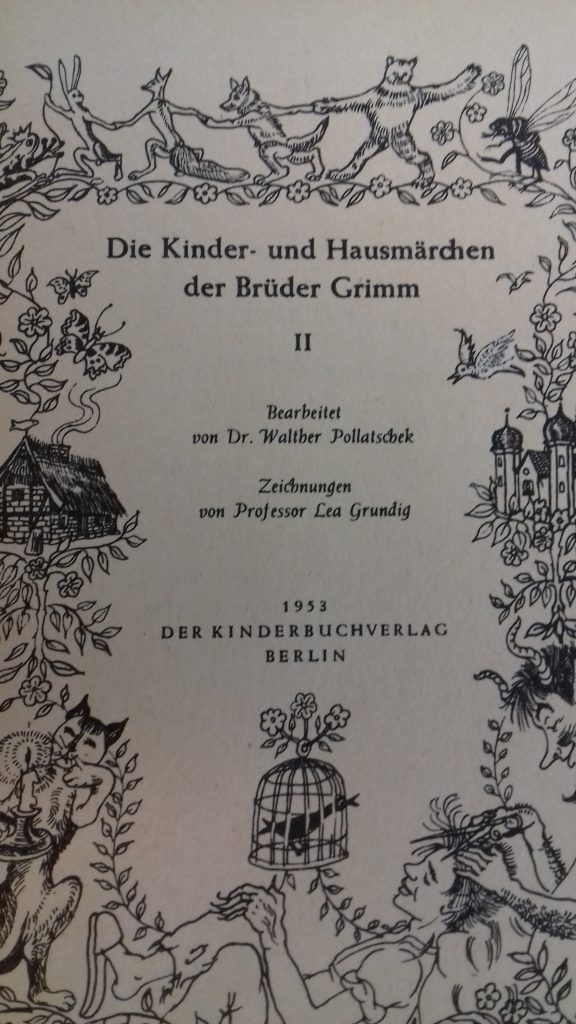 Die Kinder- und Hausmärchen
der Brüder Grimm
II
Bearbeitet
von Dr. Walther Pollatschek
Zeichnungen
von Professor Lea Grundig
1953
DER KINDERBUCHVERLAG
BERLIN